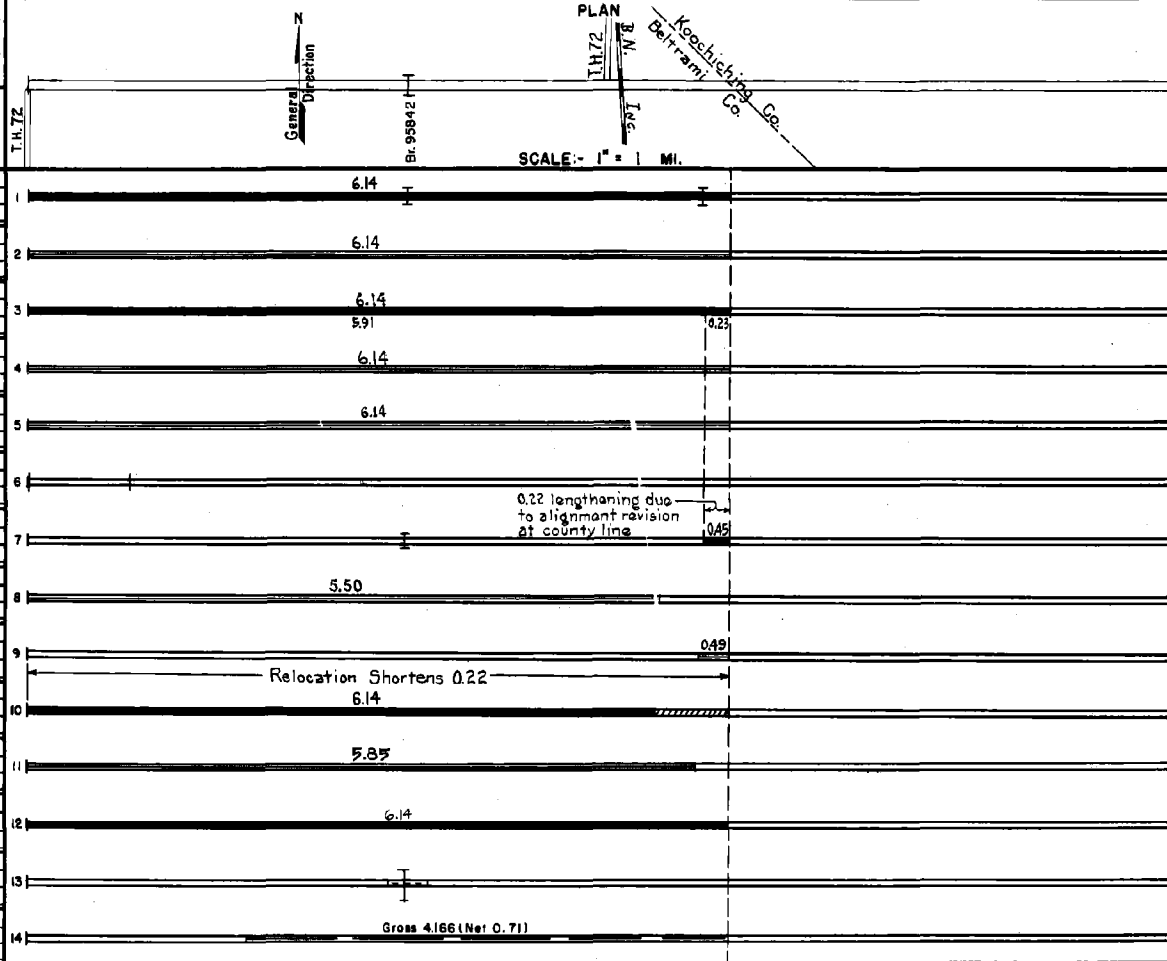 PLAN
N
General Direction
T.H. 72
Br. 95842
T.H. 72
B.N. Inc.
Koochiching Co.
Beltrami Co.
SCALE:- 1" = 1 MI.
1
6.14
2
6.14
3
6.14
5.91
0.23
4
6.14
5
6.14
6
0.22 lengthening due
to alignment revision
at county line
7
0.45
8
5.50
9
0.49
Relocation Shortens 0.22
10
6.14
11
5.85
12
6.14
13
14
Gross 4.166 (Net 0.71)